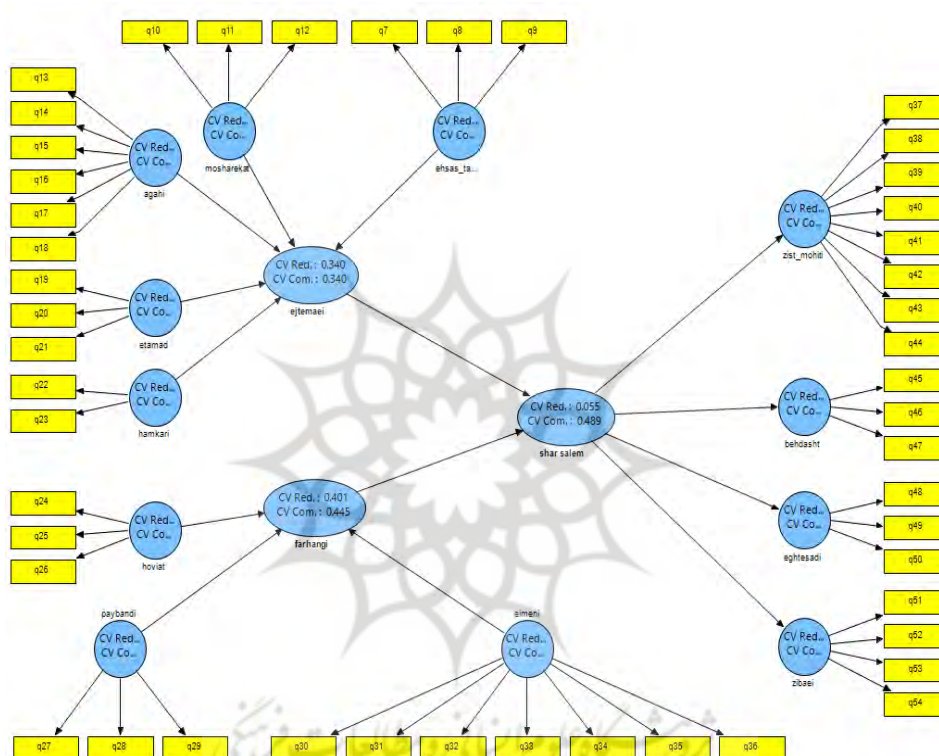 q10
q11
q12
q7
q8
q9
q13
q14
q15
q16
q17
q18
CV Red...
CV Co...
agahi
CV Red...
CV Co...
mosharekat
CV Red...
CV Co...
ehsas_ta...
q37
q38
q39
q40
q41
q42
q43
q44
CV Red...
CV Co...
zist_mohiti
CV Red. : 0.340
CV Com. : 0.340
ejtemaei
q19
q20
q21
CV Red...
CV Co...
etamad
q22
q23
CV Red...
CV Co...
hamkari
CV Red. : 0.055
CV Com. : 0.489
shar salem
CV Red...
CV Co...
behdasht
q45
q46
q47
q24
q25
q26
CV Red...
CV Co...
hoviat
CV Red. : 0.401
CV Com. : 0.445
farhangi
CV Red...
CV Co...
eghtesadi
q48
q49
q50
paybandi
CV Red...
CV Co...
eimeni
CV Red...
CV Co...
CV Red...
CV Co...
zibaei
q51
q52
q53
q54
q27
q28
q29
q30
q31
q32
q33
q34
q35
q36